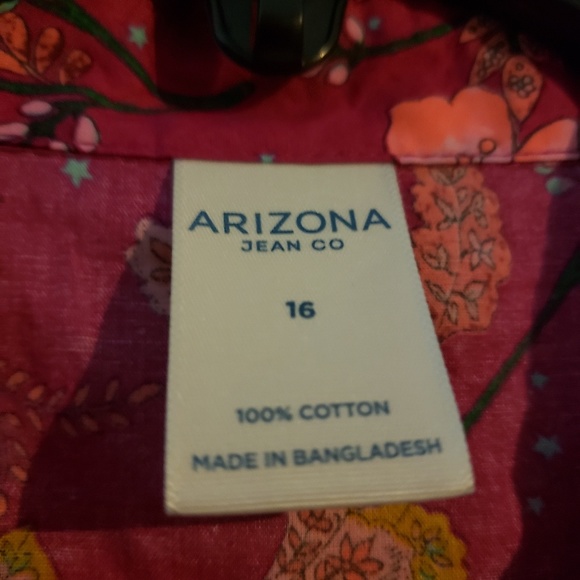 ARIZONA
JEAN CO
16
100% COTTON
MADE IN BANGLADESH